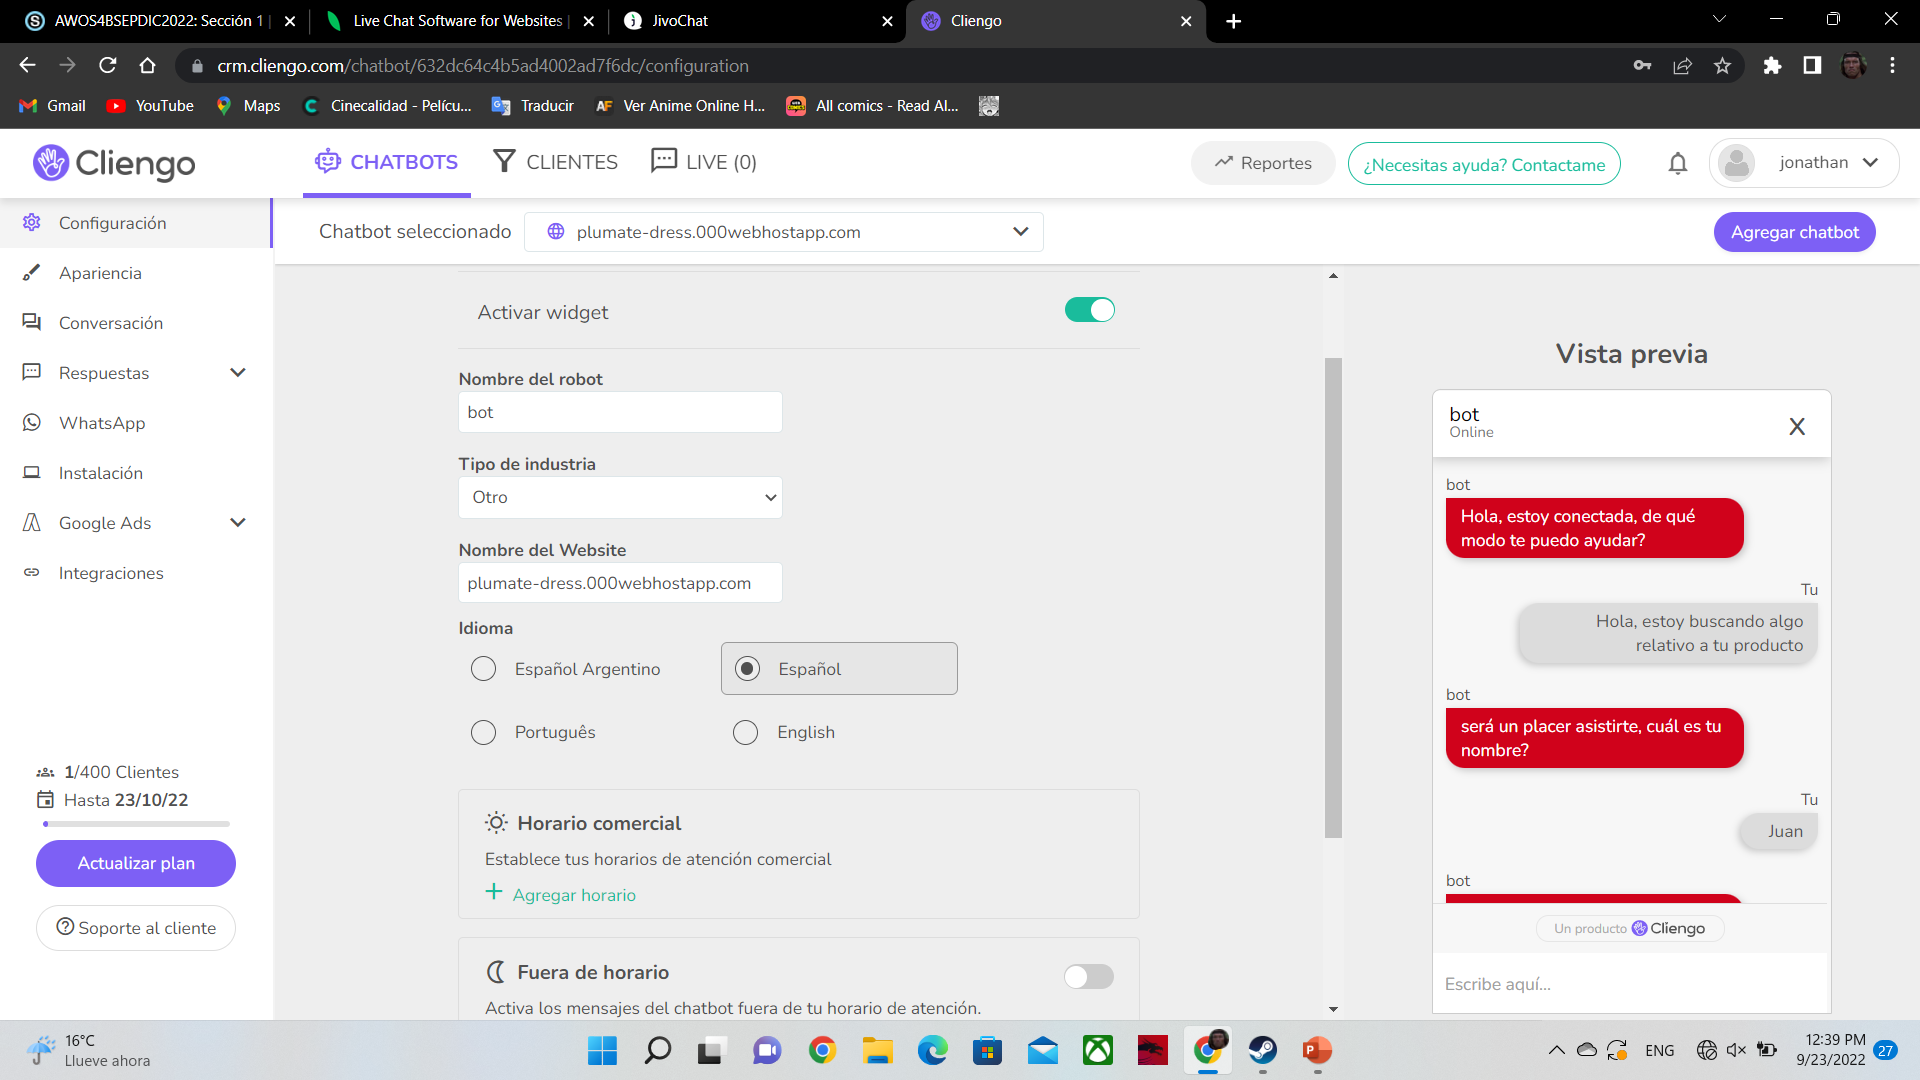 AWOS4BSEPDIC2022: Sección 1
Live Chat Software for Websites
JivoChat
Cliengo
crm.cliengo.com/chatbot/632dc64c4b5ad4002ad7f6dc/configuration
Gmail
YouTube
Maps
Cinecalidad - Pelícu...
Traducir
AF
Ver Anime Online H...
All comics - Read Al...
Cliengo
CHATBOTS
CLIENTES
LIVE (0)
Reportes
¿Necesitas ayuda? Contactame
jonathan
Configuración
Apariencia
Conversación
Respuestas
WhatsApp
Instalación
Google Ads
Integraciones
1/400 Clientes
Hasta 23/10/22
Actualizar plan
Soporte al cliente
Chatbot seleccionado
plumate-dress.000webhostapp.com
Agregar chatbot
Activar widget
Nombre del robot
bot
Tipo de industria
Otro
Nombre del Website
plumate-dress.000webhostapp.com
Idioma
Español Argentino
Español
Português
English
Horario comercial
Establece tus horarios de atención comercial
+ Agregar horario
Fuera de horario
Activa los mensajes del chatbot fuera de tu horario de atención.
Vista previa
bot
Online
X
bot
Hola, estoy conectada, de qué
modo te puedo ayudar?
Tu
Hola, estoy buscando algo
relativo a tu producto
bot
será un placer asistirte, cuál es tu
nombre?
Tu
Juan
bot
Un producto Cliengo
Escribe aquí...
16°C
Llueve ahora
ENG
12:39 PM
9/23/2022
27